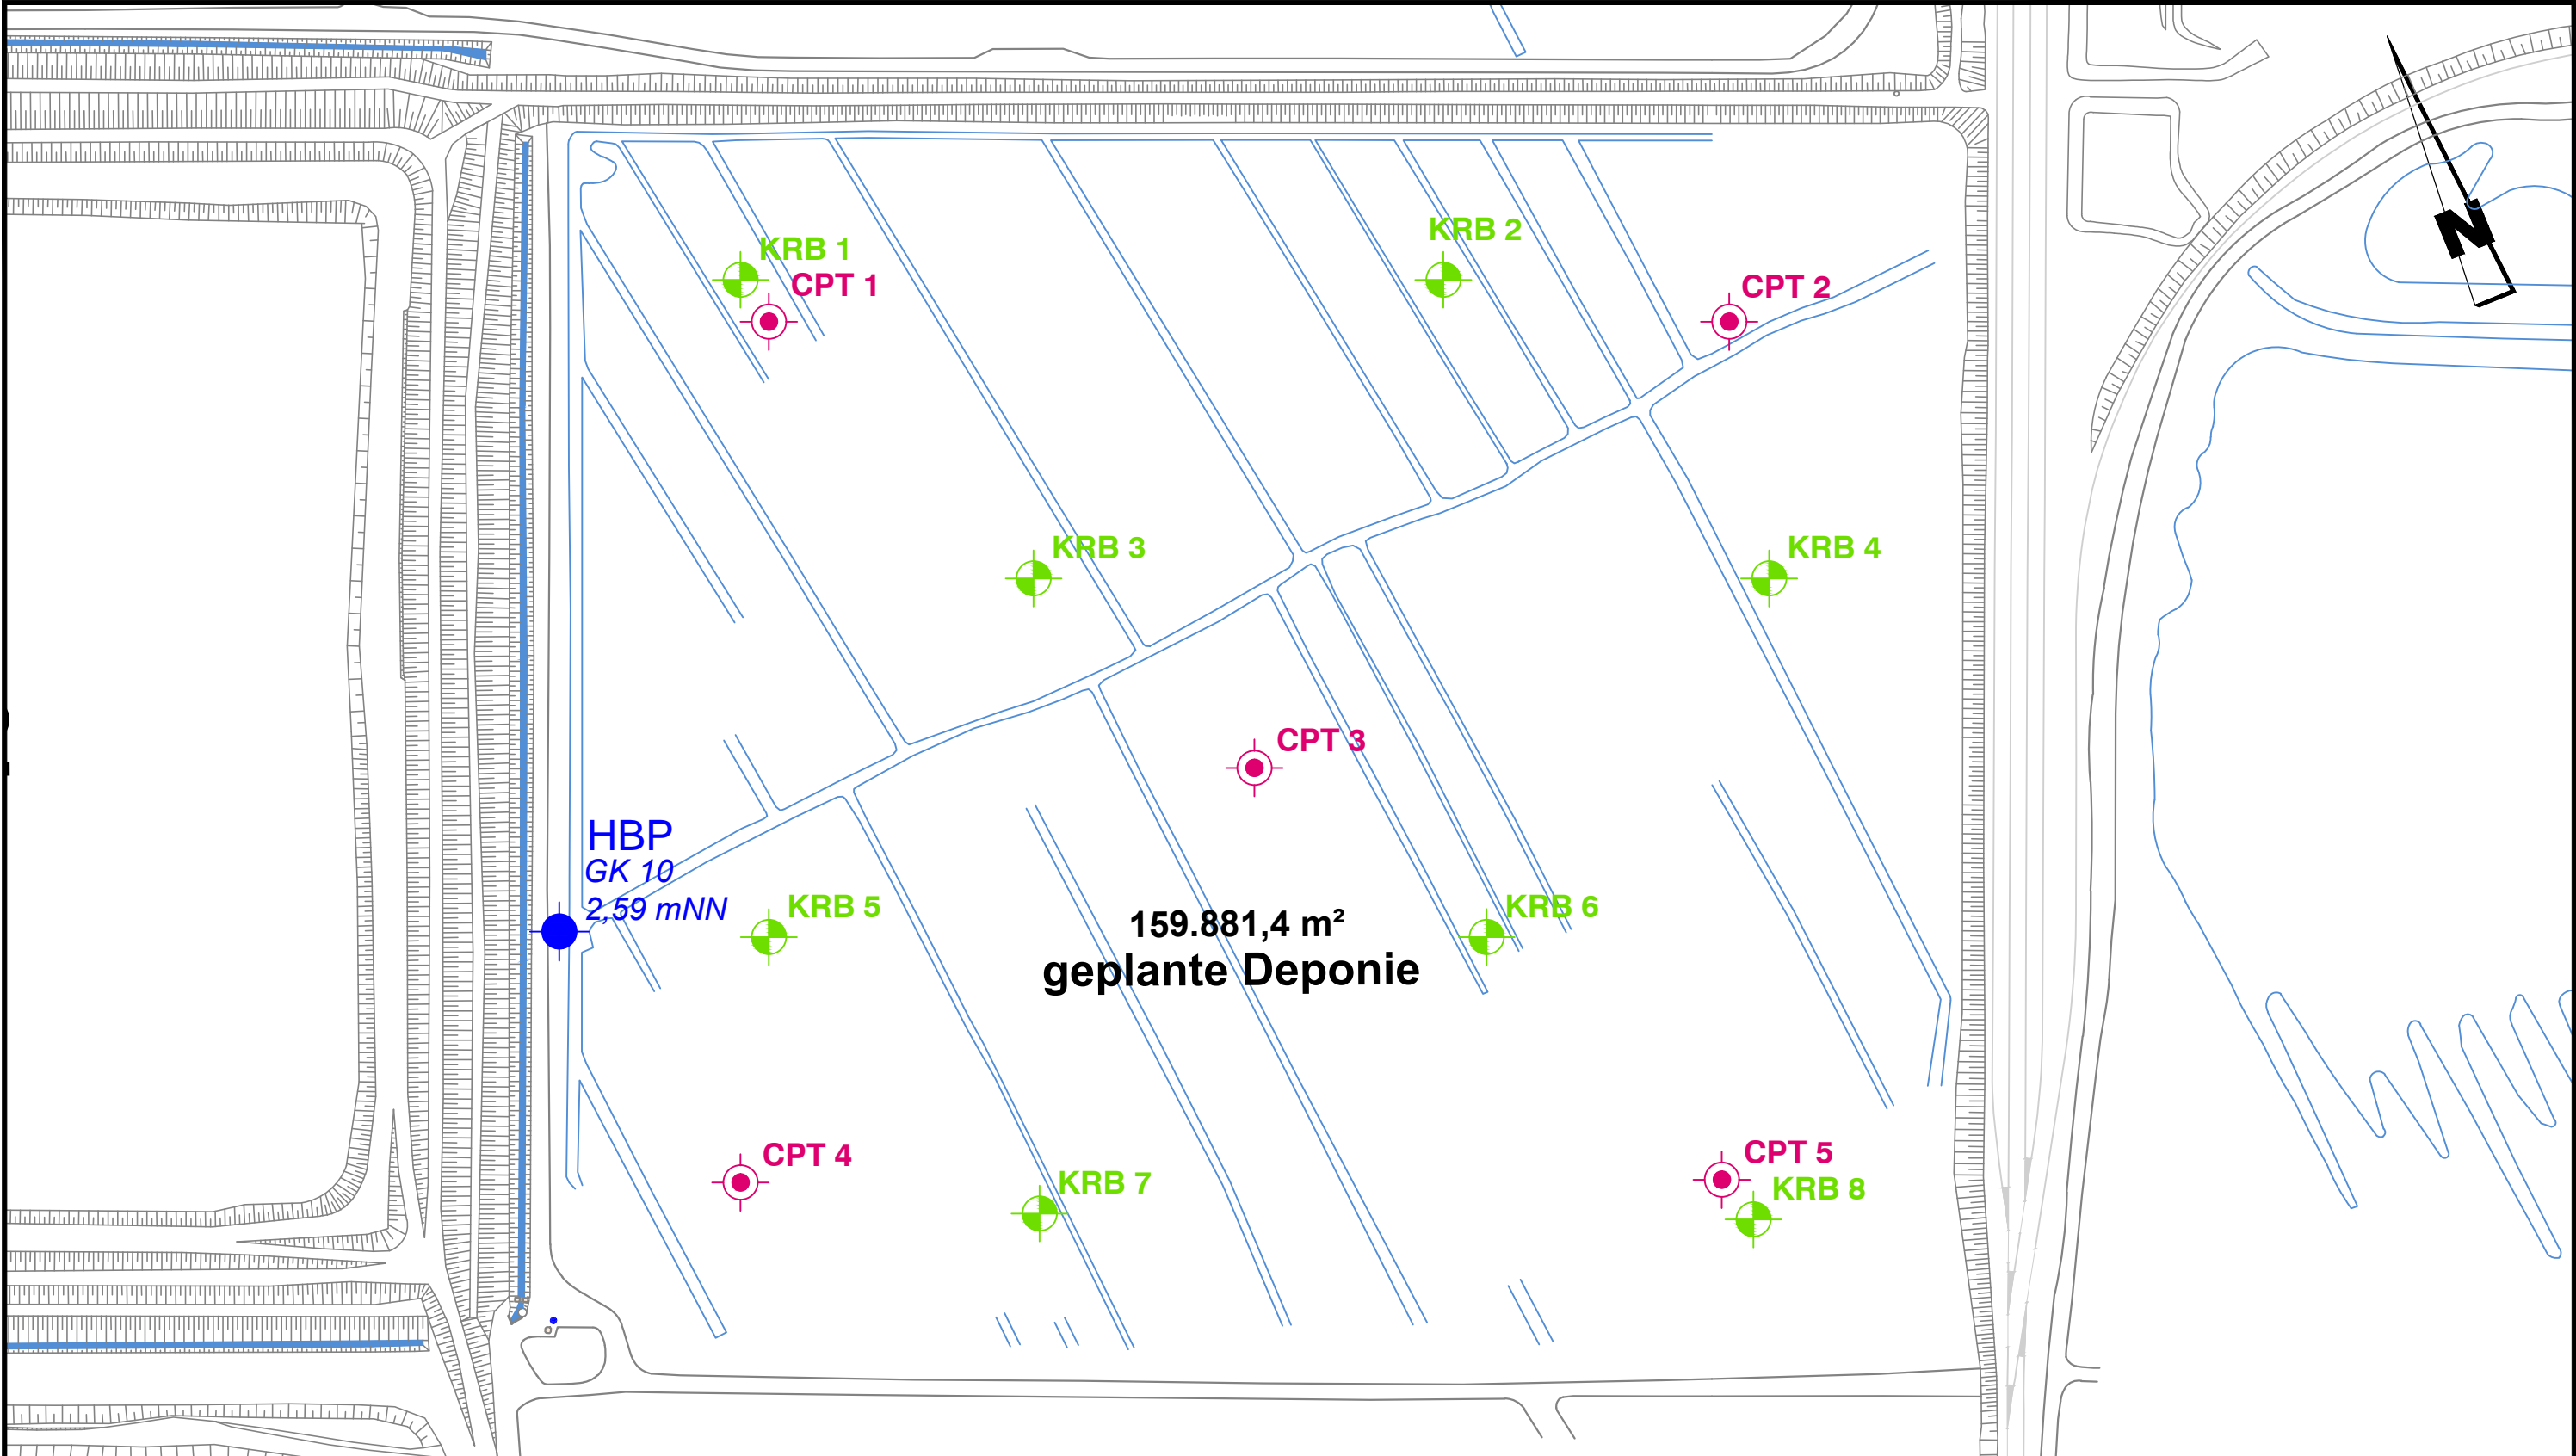 KRB 2
KRB 1
CPT 1
CPT 2
N
KRB 3
KRB 4
CPT 3
HBP
GK 10
2,59 mNN
KRB 5
KRB 6
159.881,4 m²
geplante Deponie
CPT 4
CPT 5
KRB 7
KRB 8